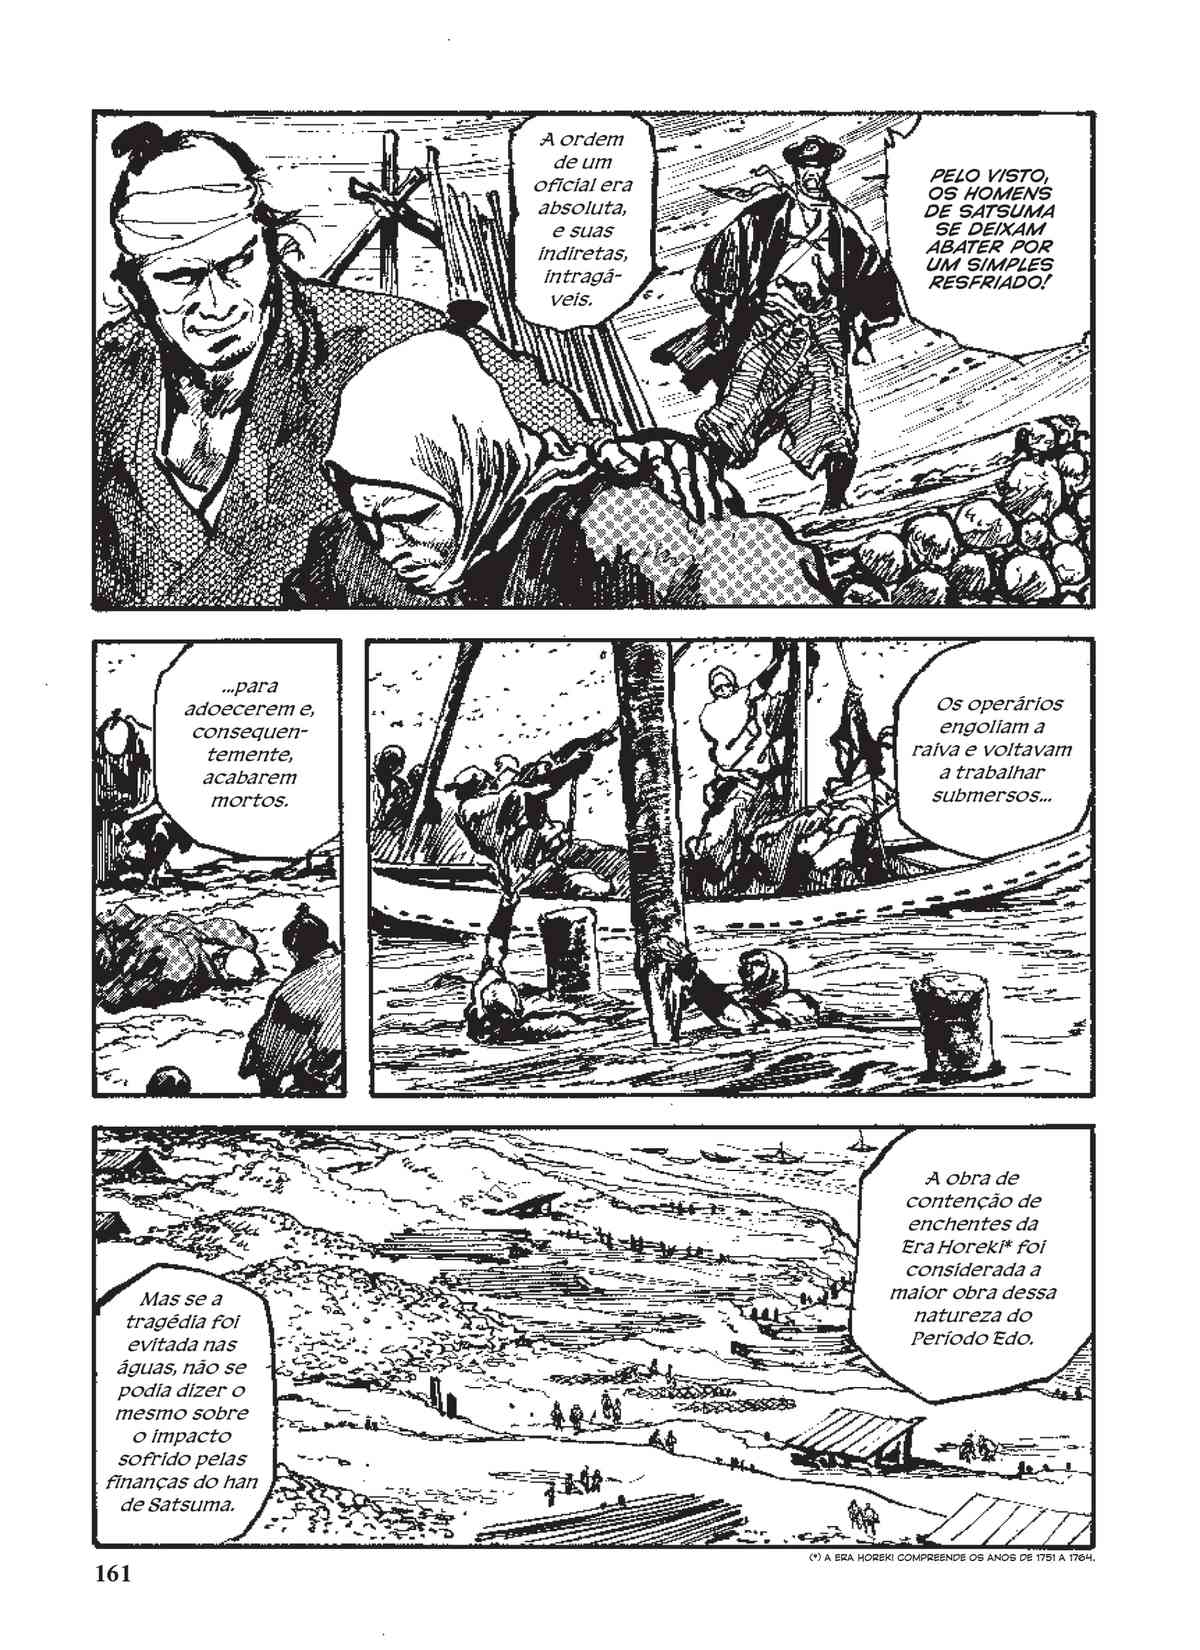 PELO VISTO,
OS HOMENS
DE SATSUMA
SE DEIXAM
ABATER POR
UM SIMPLES
RESFRIADO!
A ordem
de um
oficial era
absoluta,
e suas
indiretas,
intragá-
veis.
Os operários
engoliam a
raiva e voltavam
a trabalhar
submersos...
...para
adoecerem e,
consequen-
temente,
acabarem
mortos.
A obra de
contenção de
enchentes da
Era Horeki* foi
considerada a
maior obra dessa
natureza do
Período Edo.
Mas se a
tragédia foi
evitada nas
águas, não se
podia dizer o
mesmo sobre
o impacto
sofrido pelas
finanças do han
de Satsuma.
(*) A ERA HOREKI COMPREENDE OS ANOS DE 1751 A 1764.
161